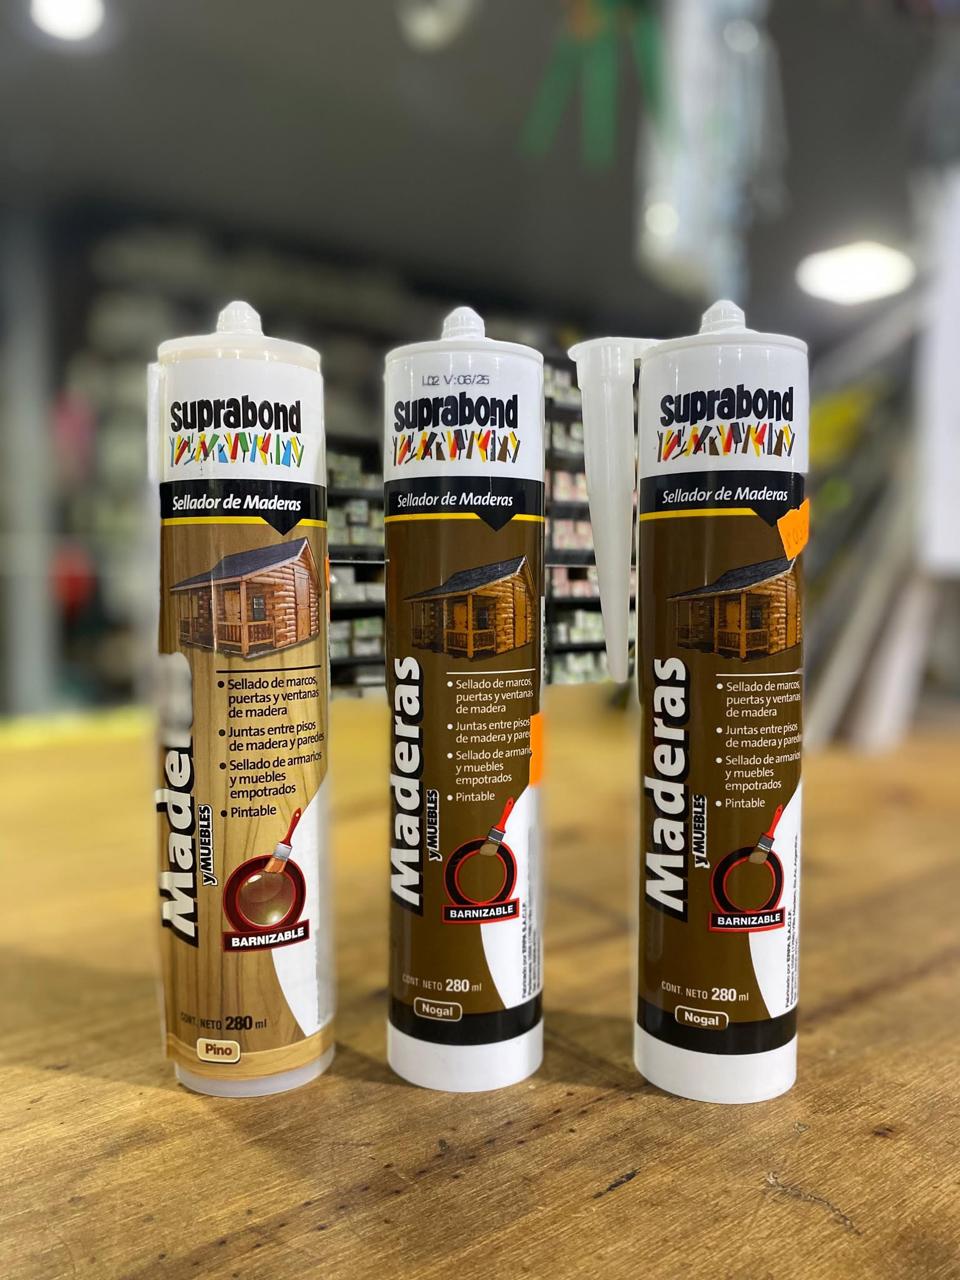 suprabond
Sellador de Maderas
Maderas
y MUEBLES
• Sellado de marcos,
puertas y ventanas
de madera
• Juntas entre pisos
de madera y paredes
• Sellado de armarios
y muebles
empotrados
• Pintable
BARNIZABLE
CONT. NETO 280 ml
Pino
L02 V:06/25
suprabond
Sellador de Maderas
Maderas
y MUEBLES
• Sellado de marcos,
puertas y ventanas
de madera
• Juntas entre pisos
de madera y pare
• Sellado de armarie
y muebles
empotrados
• Pintable
BARNIZABLE
CONT. NETO 280 ml
Nogal
suprabond
Sellador de Maderas
Maderas
y MUEBLES
• Sellado de marcos,
puertas y ventanas
de madera
• Juntas entre pisos
de madera y parede
• Sellado de armarios
y muebles
empotrados
• Pintable
BARNIZABLE
CONT. NETO 280 ml
Nogal